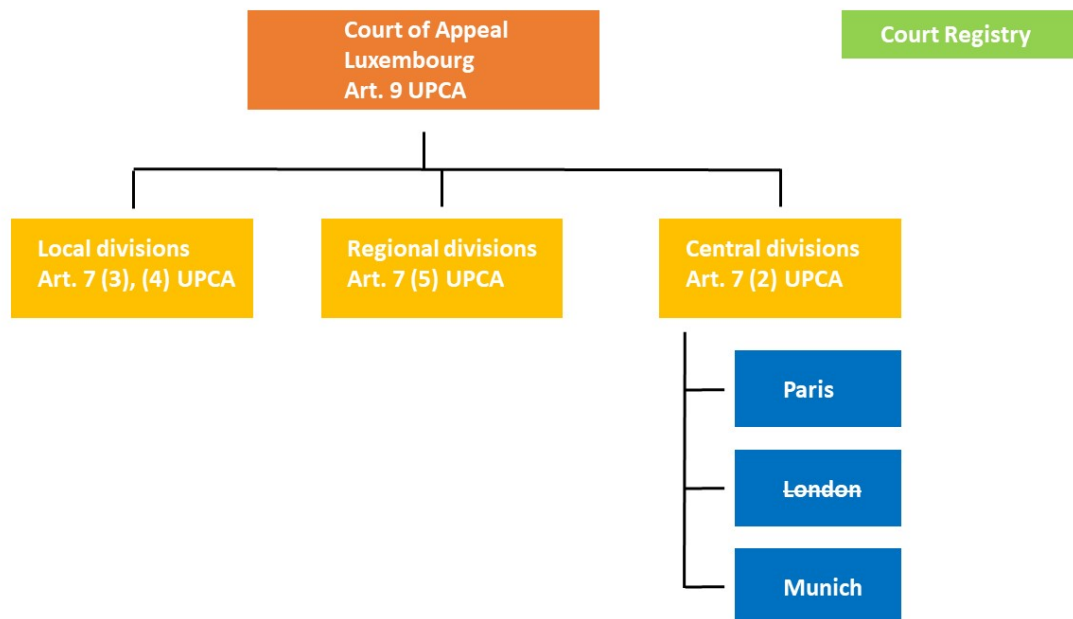 Court of Appeal
Luxembourg
Art. 9 UPCA
Court Registry
Local divisions
Art. 7 (3), (4) UPCA
Regional divisions
Art. 7 (5) UPCA
Central divisions
Art. 7 (2) UPCA
Paris
London
Munich